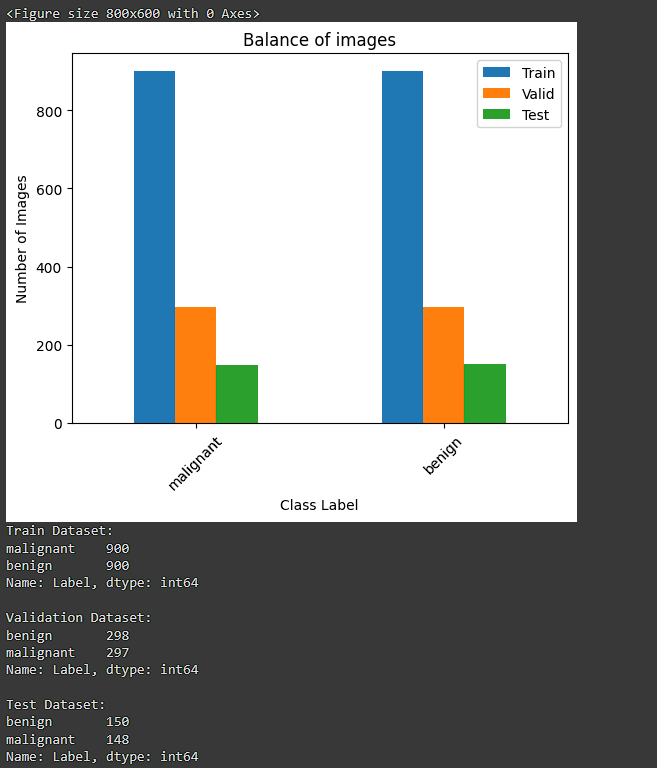 <Figure size 800x600 with 0 Axes>
Balance of images
Train
Valid
Test
800
600
400
200
0
Number of Images
malignant
benign
Class Label
Train Dataset:
malignant    900
benign       900
Name: Label, dtype: int64
Validation Dataset:
benign       298
malignant    297
Name: Label, dtype: int64
Test Dataset:
benign       150
malignant    148
Name: Label, dtype: int64